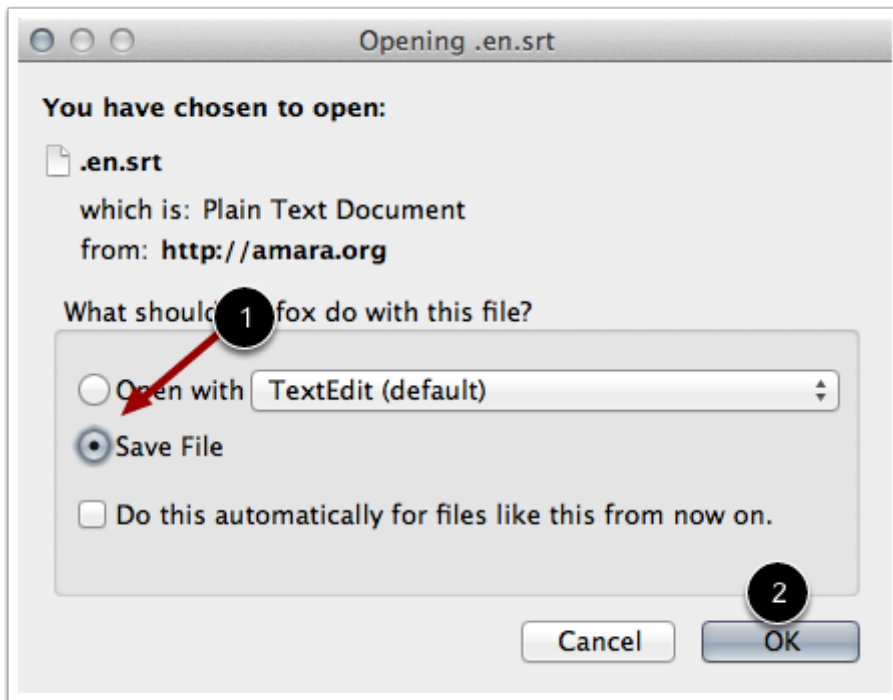 Opening .en.srt
You have chosen to open:
.en.srt
which is: Plain Text Document
from: http://amara.org
What should fox do with this file?
1
Open with TextEdit (default)
Save File
Do this automatically for files like this from now on.
2
Cancel OK